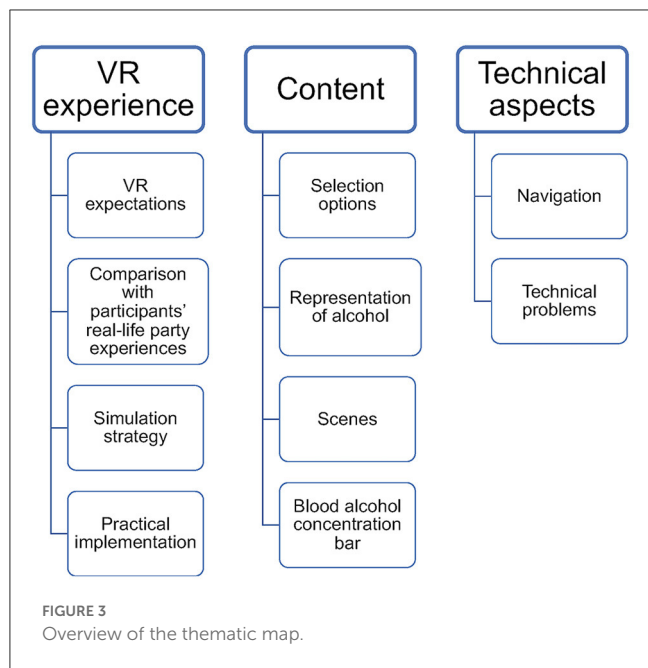 VR
experience
VR
expectations
Comparison
with
participants’
real-life party
experiences
Simulation
strategy
Practical
implementation
Content
Selection
options
Representation
of alcohol
Scenes
Blood alcohol
concentration
bar
Technical
aspects
Navigation
Technical
problems
FIGURE 3
Overview of the thematic map.